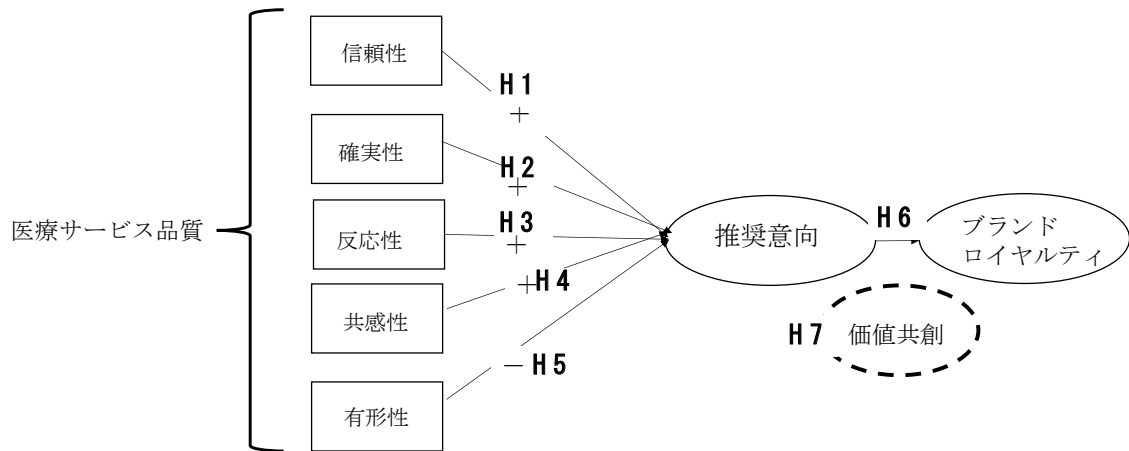 信頼性
H1
+
確実性
H2
+
医療サービス品質
反応性
H3
+
共感性
+H4
有形性
－H5
推奨意向
H6
ブランド
ロイヤルティ
H7
価値共創